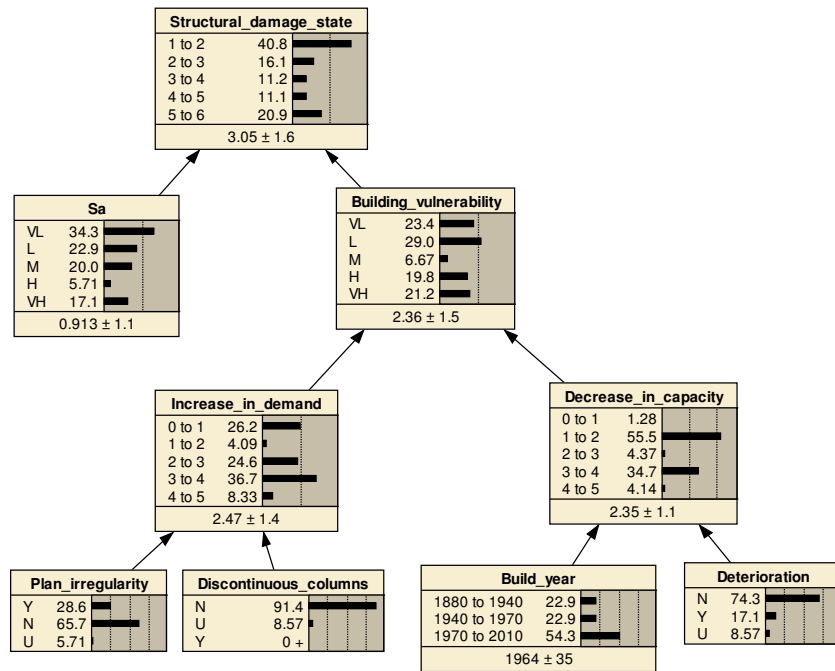 Structural_damage_state
1 to 2 40.8
2 to 3 16.1
3 to 4 11.2
4 to 5 11.1
5 to 6 20.9
3.05 ± 1.6
Sa
VL 34.3
L 22.9
M 20.0
H 5.71
VH 17.1
0.913 ± 1.1
Building_vulnerability
VL 23.4
L 29.0
M 6.67
H 19.8
VH 21.2
2.36 ± 1.5
Increase_in_demand
0 to 1 26.2
1 to 2 4.09
2 to 3 24.6
3 to 4 36.7
4 to 5 8.33
2.47 ± 1.4
Decrease_in_capacity
0 to 1 1.28
1 to 2 55.5
2 to 3 4.37
3 to 4 34.7
4 to 5 4.14
2.35 ± 1.1
Plan_irregularity
Y 28.6
N 65.7
U 5.71
Discontinuous_columns
N 91.4
U 8.57
Y 0 +
Build_year
1880 to 1940 22.9
1940 to 1970 22.9
1970 to 2010 54.3
1964 ± 35
Deterioration
N 74.3
Y 17.1
U 8.57